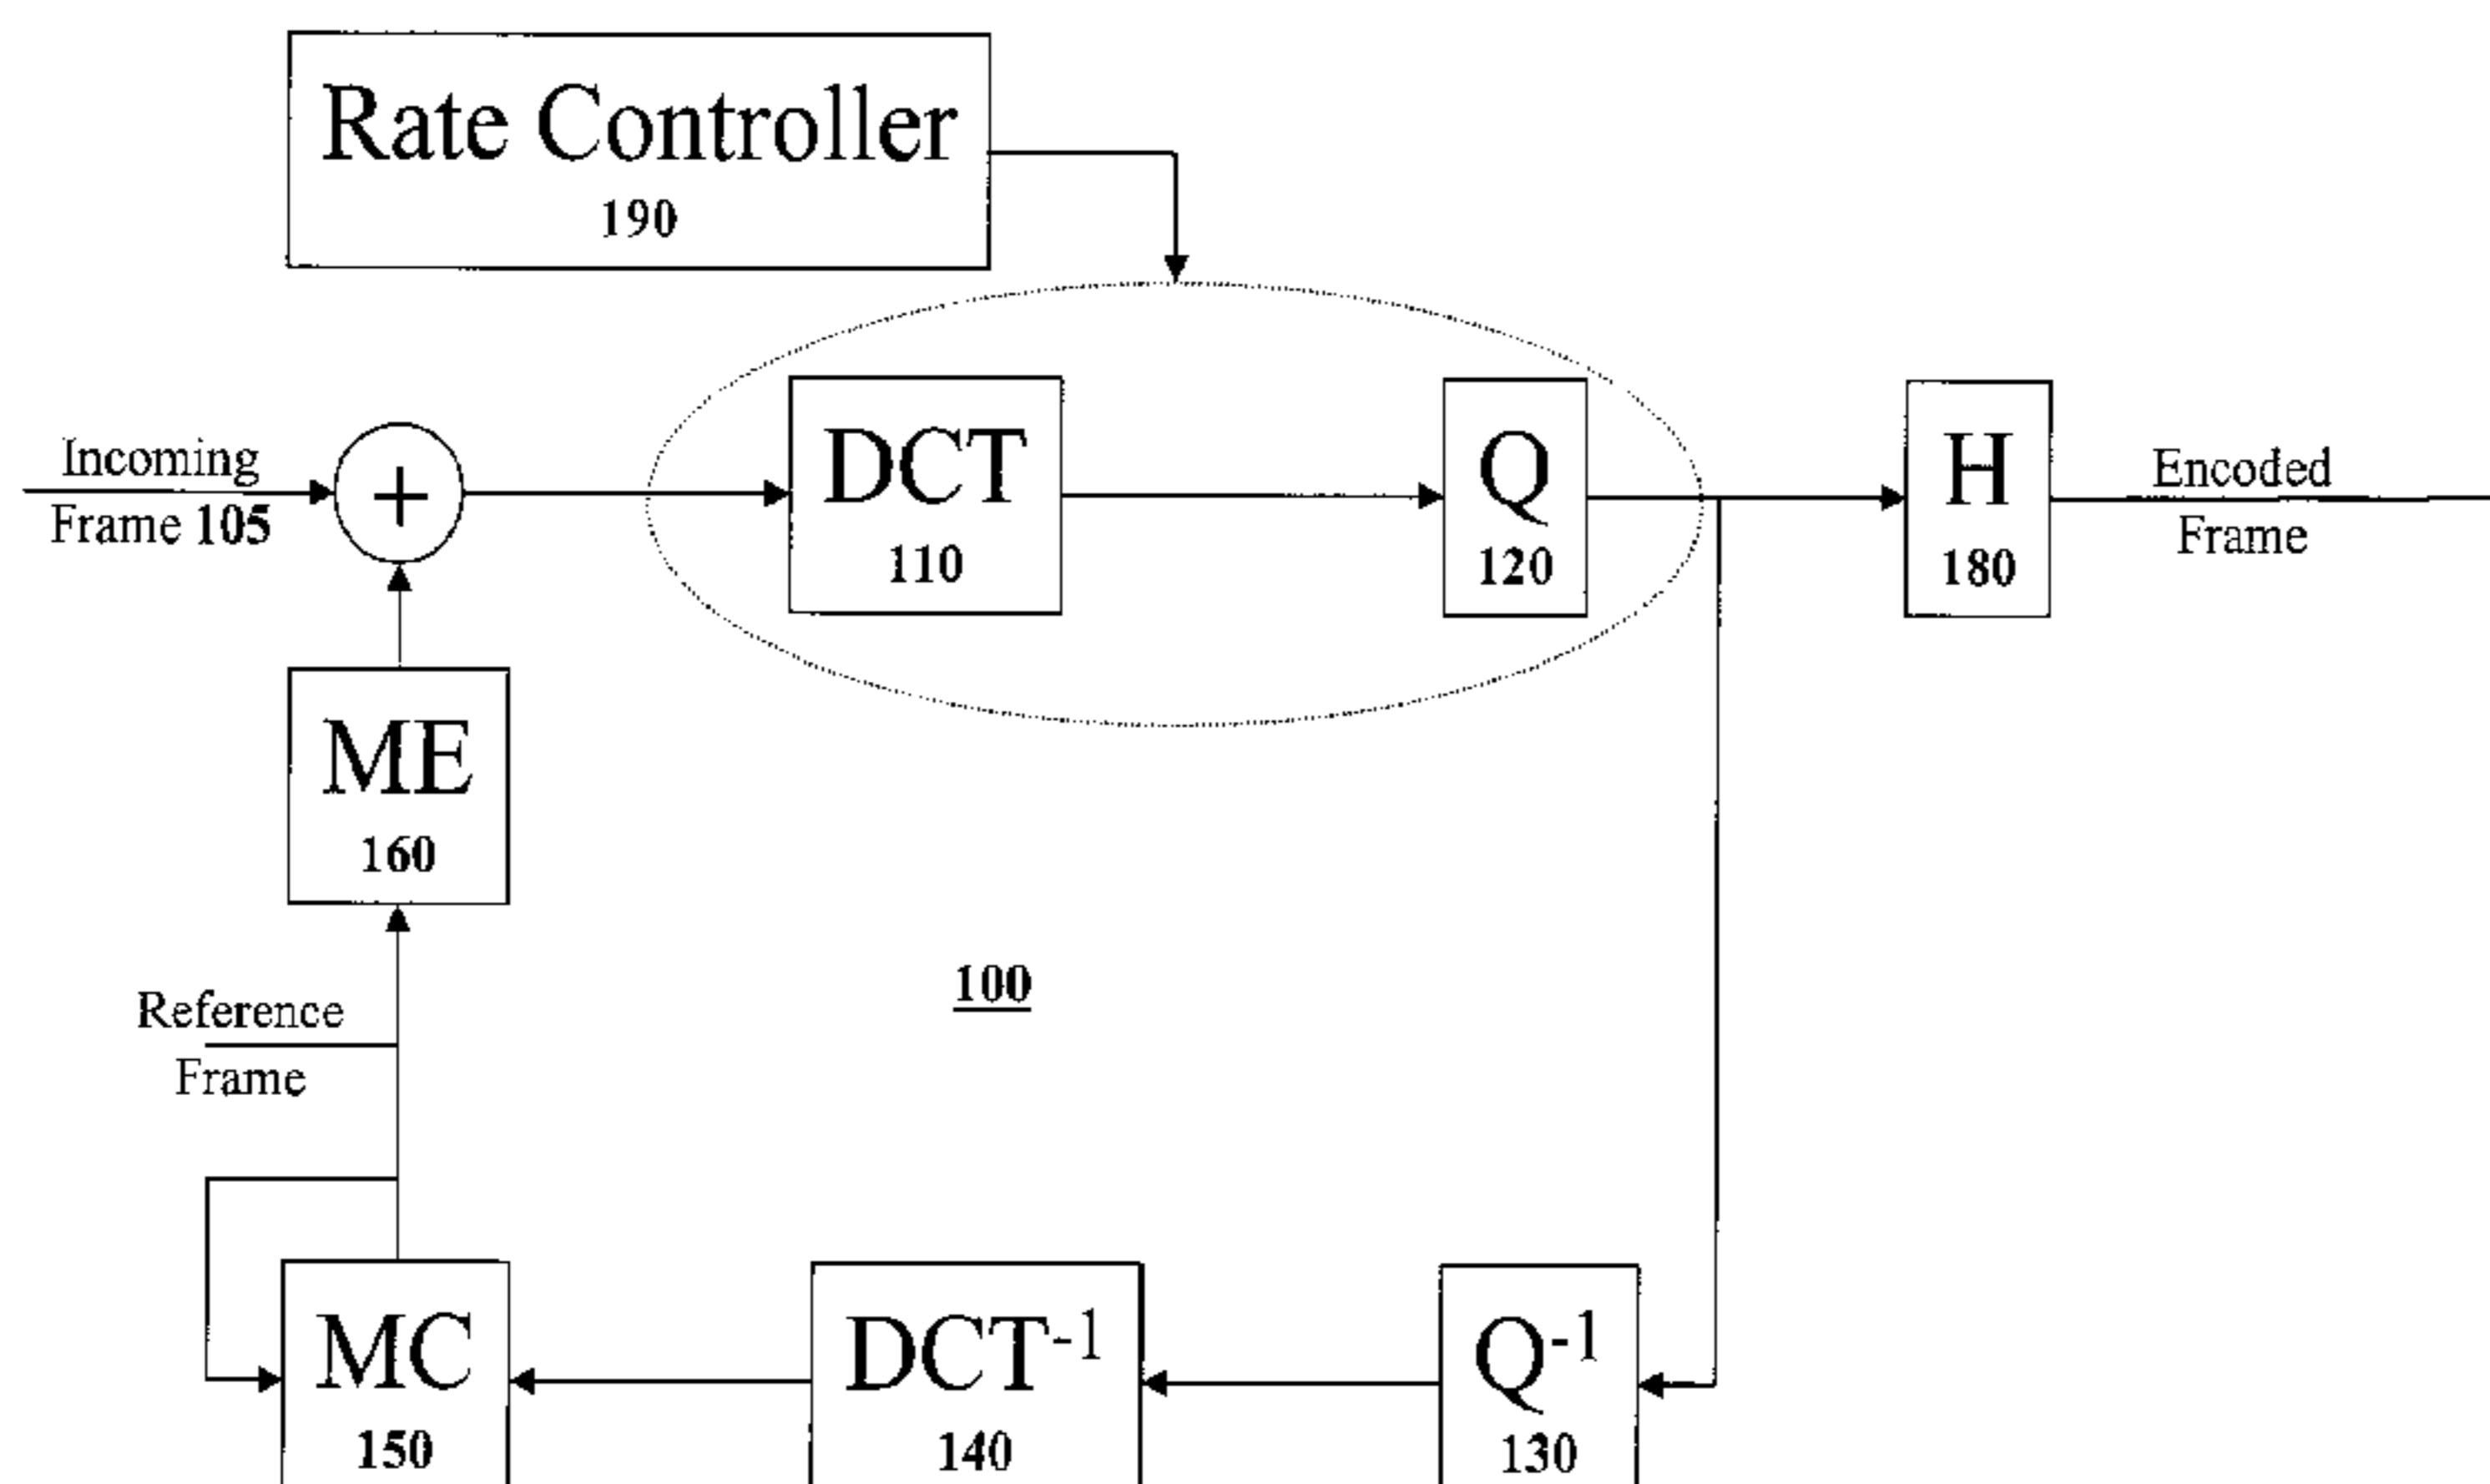 Rate Controller
190
Incoming
Frame 105
+
DCT
110
Q
120
H
180
Encoded
Frame
ME
160
100
Reference
Frame
MC
150
DCT-1
140
Q-1
130